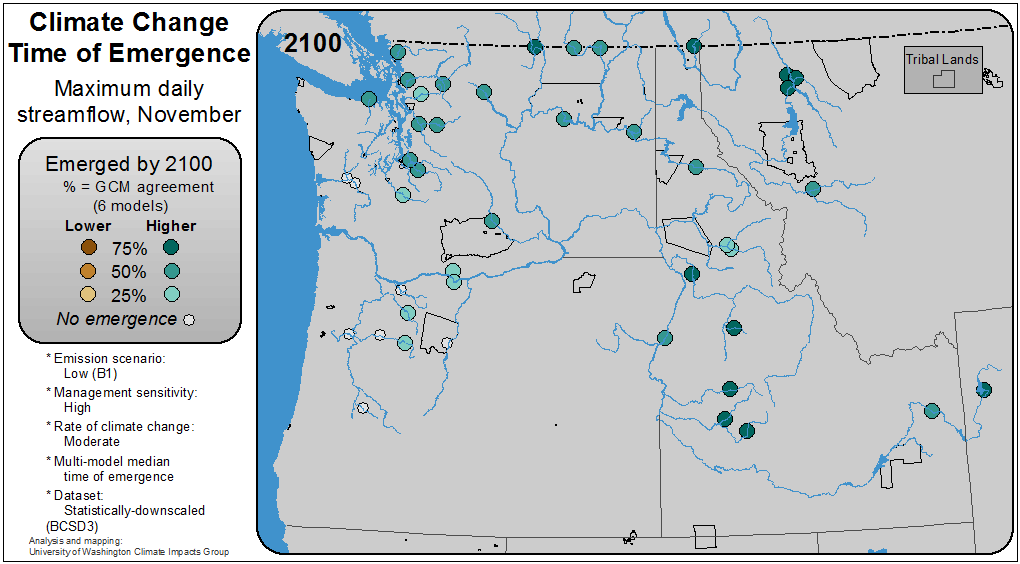 Climate Change
Time of Emergence
Maximum daily
streamflow, November
Emerged by 2100
% = GCM agreement
(6 models)
Lower Higher
75%
50%
25%
No emergence
* Emission scenario:
Low (B1)
* Management sensitivity:
High
* Rate of climate change:
Moderate
* Multi-model median
time of emergence
* Dataset:
Statistically-downscaled
(BCSD3)
Analysis and mapping:
University of Washington Climate Impacts Group
2100
Tribal Lands